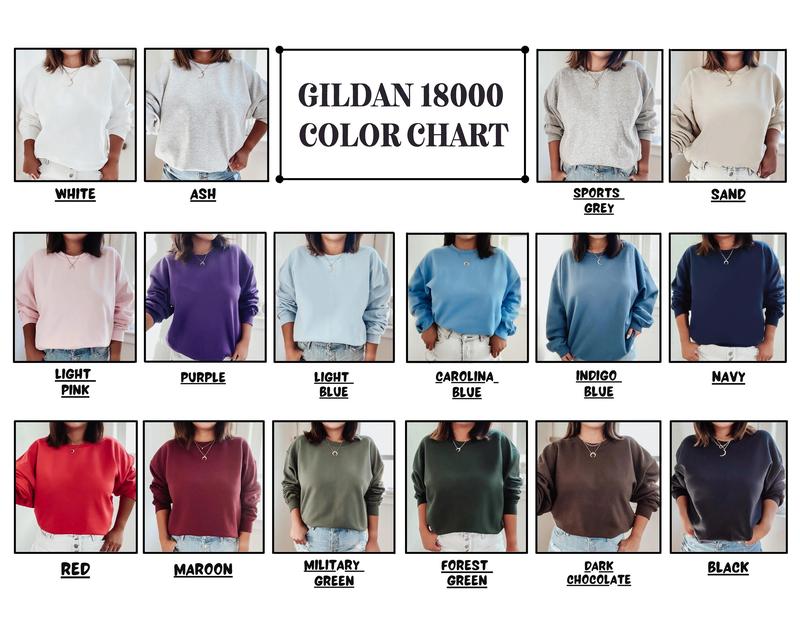 GILDAN 18000
COLOR CHART
WHITE
ASH
SPORTS
GREY
SAND
LIGHT
PINK
PURPLE
LIGHT
BLUE
CAROLINA
BLUE
INDIGO
BLUE
NAVY
RED
MAROON
MILITARY
GREEN
FOREST
GREEN
DARK
CHOCOLATE
BLACK